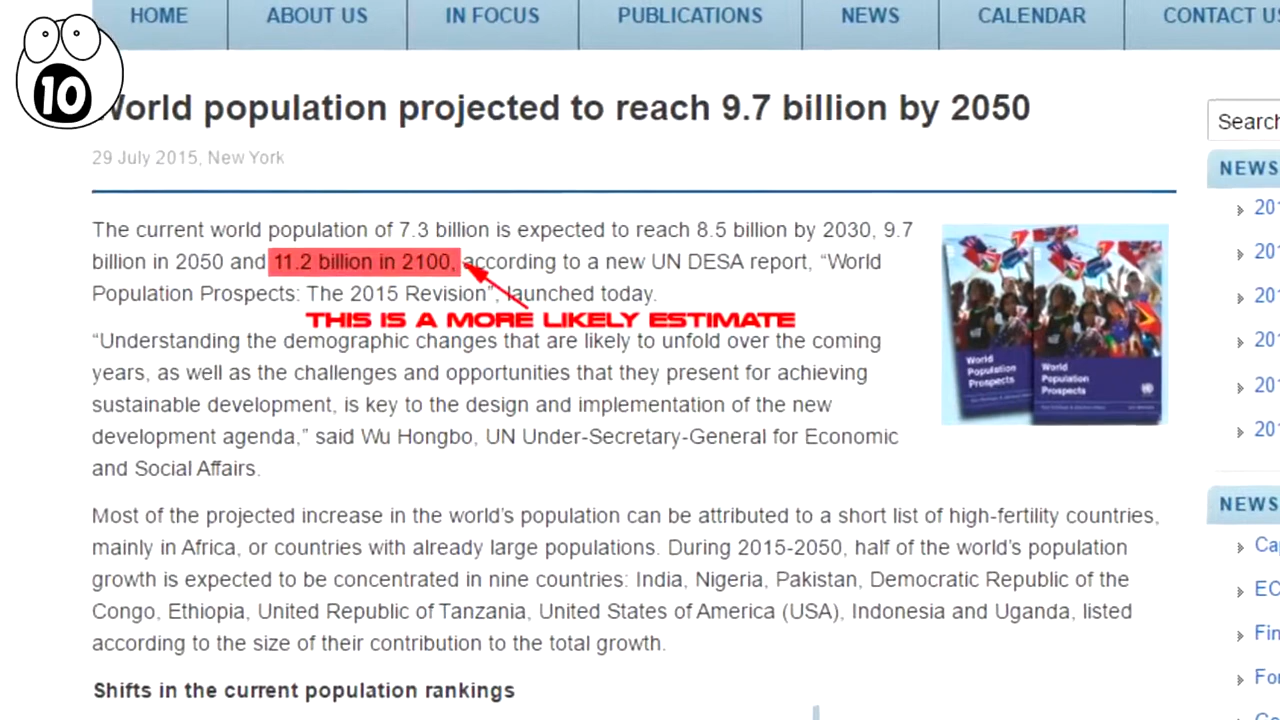 HOME ABOUT US IN FOCUS PUBLICATIONS NEWS CALENDAR CONTACT US
10
World population projected to reach 9.7 billion by 2050
Search
29 July 2015, New York
NEWS
The current world population of 7.3 billion is expected to reach 8.5 billion by 2030, 9.7
billion in 2050 and 11.2 billion in 2100, according to a new UN DESA report, “World
Population Prospects: The 2015 Revision”, launched today.
THIS IS A MORE LIKELY ESTIMATE
“Understanding the demographic changes that are likely to unfold over the coming
years, as well as the challenges and opportunities that they present for achieving
sustainable development, is key to the design and implementation of the new
development agenda,” said Wu Hongbo, UN Under-Secretary-General for Economic
and Social Affairs.
World
Population
Prospects
World
Population
Prospects
Most of the projected increase in the world’s population can be attributed to a short list of high-fertility countries,
mainly in Africa, or countries with already large populations. During 2015-2050, half of the world’s population
growth is expected to be concentrated in nine countries: India, Nigeria, Pakistan, Democratic Republic of the
Congo, Ethiopia, United Republic of Tanzania, United States of America (USA), Indonesia and Uganda, listed
according to the size of their contribution to the total growth.
Shifts in the current population rankings
201
201
201
201
201
201
NEWS
Ca
EC
Fin
For